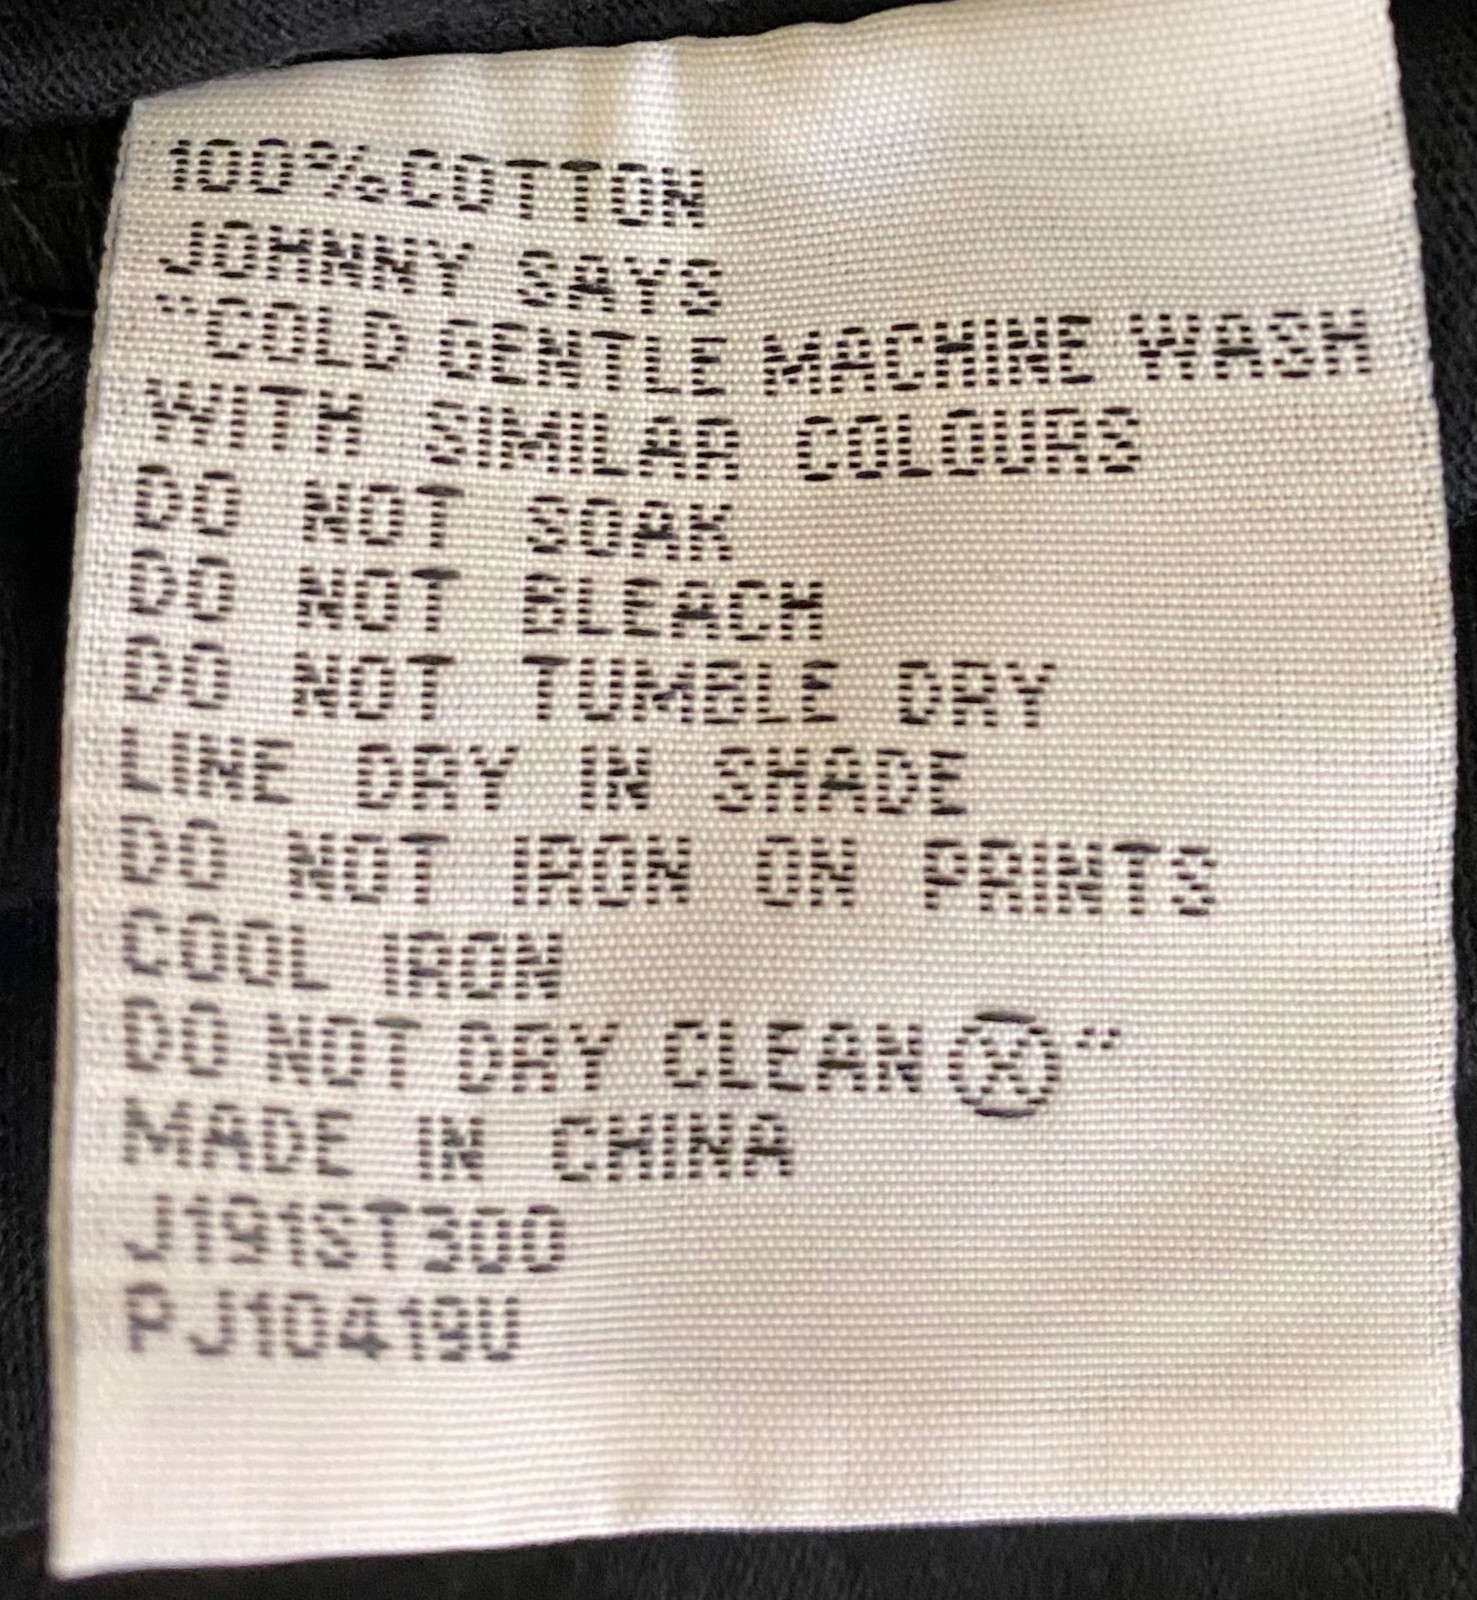 100%COTTON
JOHNNY SAYS
"COLD GENTLE MACHINE WASH
WITH SIMILAR COLOURS
DO NOT SOAK
DO NOT BLEACH
DO NOT TUMBLE DRY
LINE DRY IN SHADE
DO NOT IRON ON PRINTS
COOL IRON
DO NOT DRY CLEAN Ⓧ"
MADE IN CHINA
J191ST300
PJ10419U